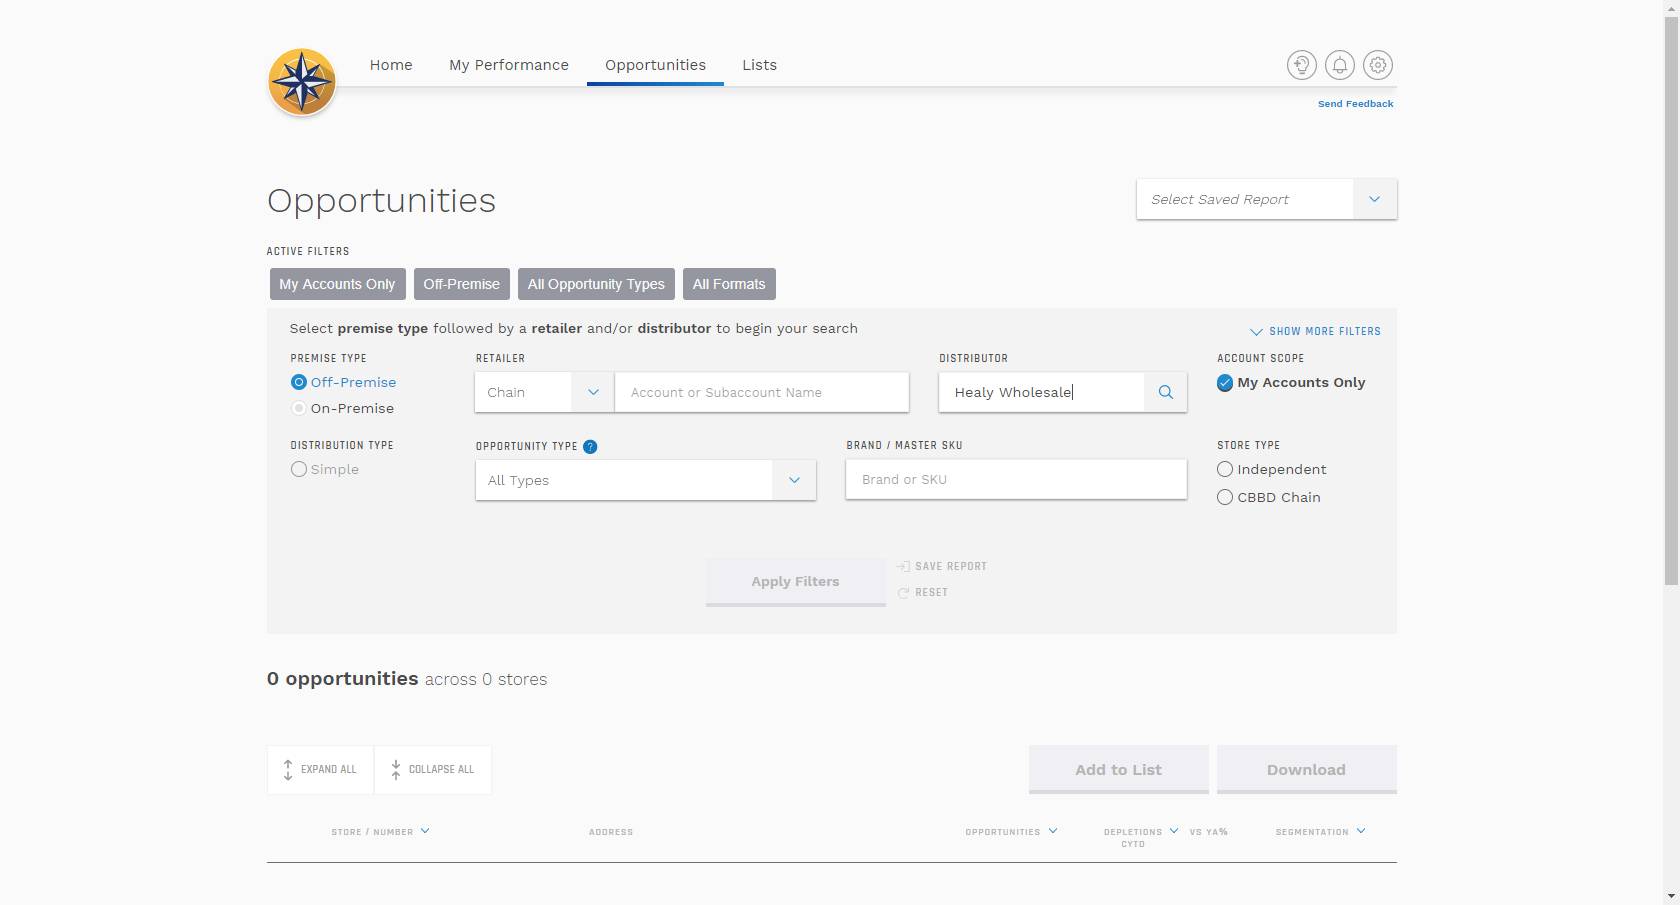 Home My Performance Opportunities Lists
Send Feedback
Opportunities
Select Saved Report
ACTIVE FILTERS
My Accounts Only Off-Premise All Opportunity Types All Formats
Select premise type followed by a retailer and/or distributor to begin your search
SHOW MORE FILTERS
PREMISE TYPE RETAILER DISTRIBUTOR ACCOUNT SCOPE
Off-Premise Chain Account or Subaccount Name Healy Wholesale My Accounts Only
On-Premise
DISTRIBUTION TYPE OPPORTUNITY TYPE ? BRAND / MASTER SKU STORE TYPE
Simple All Types Brand or SKU Independent
CBBD Chain
Apply Filters SAVE REPORT
RESET
0 opportunities across 0 stores
EXPAND ALL COLLAPSE ALL Add to List Download
STORE / NUMBER ADDRESS OPPORTUNITIES DEPLETIONS VS YA% SEGMENTATION
CYTD